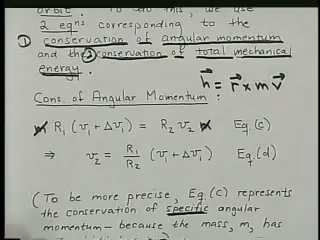 orbit. To do this, we use
2 eqns corresponding to the
① conservation of angular momentum
and the ② conservation of total mechanical
energy.
h⃗ = r⃗ x m v⃗
Cons. of Angular Momentum :
m R₁ (v₁ + Δv₁) = R₂ v₂ m Eq.(c)
⇒ v₂ = R₁/R₂ (v₁ + Δv₁) Eq.(d)
(To be more precise, Eq.(C) represents
the conservation of specific angular
momentum — because the mass, m, has